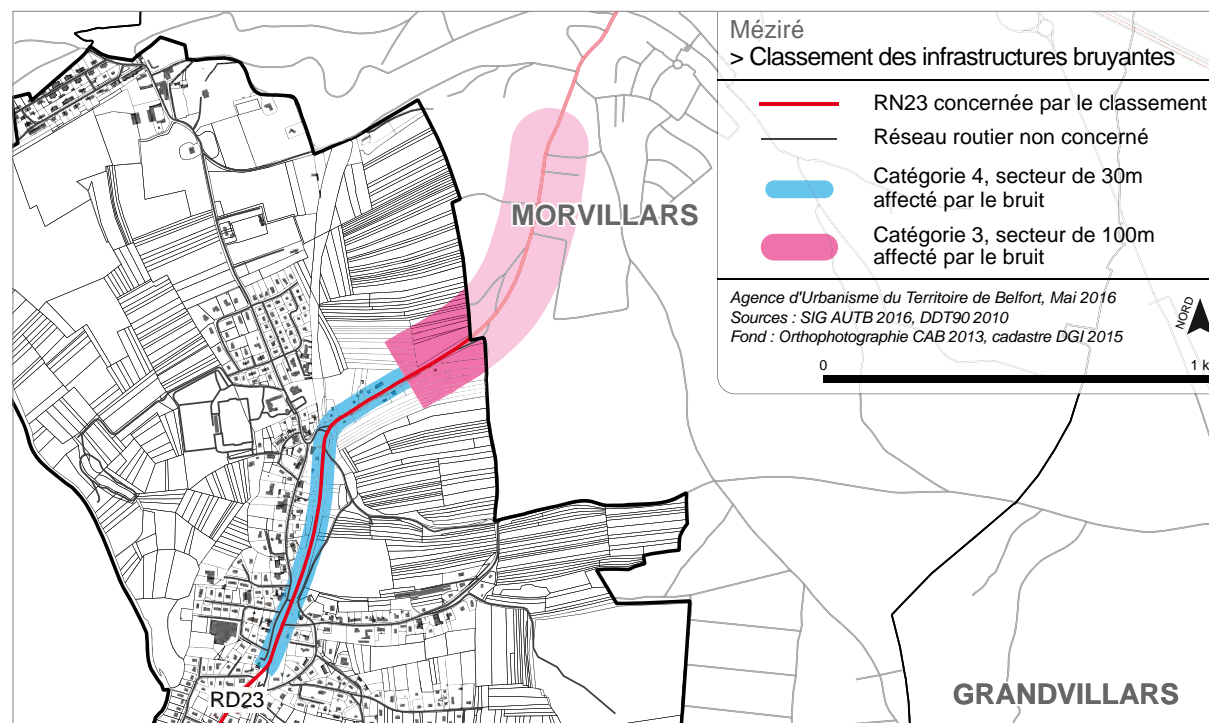 Méziré
> Classement des infrastructures bruyantes
RN23 concernée par le classement
Réseau routier non concerné
Catégorie 4, secteur de 30m
affecté par le bruit
Catégorie 3, secteur de 100m
affecté par le bruit
Agence d'Urbanisme du Territoire de Belfort, Mai 2016
Sources : SIG AUTB 2016, DDT90 2010
Fond : Orthophotographie CAB 2013, cadastre DGI 2015
NORD
0
1 k
MORVILLARS
RD23
GRANDVILLARS